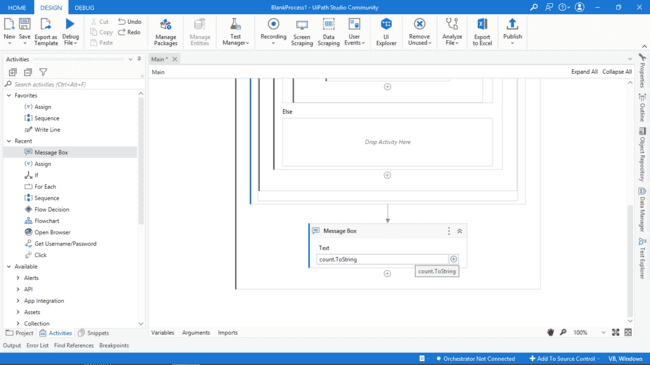 BlankProcess1 - UiPath Studio Community
HOME DESIGN DEBUG
New Save Export as Template Debug File
Cut Copy Paste
Undo Redo
Manage Packages
Manage Entities
Test Manager
Recording
Screen Scraping
Data Scraping
User Events
UI Explorer
Remove Unused
Analyze File
Export to Excel
Publish
Activities
Search activities (Ctrl+Alt+F)
Favorites
Assign
Sequence
Write Line
Recent
Message Box
Assign
If
For Each
Sequence
Flow Decision
Flowchart
Open Browser
Get Username/Password
Click
Available
Alerts
API
App Integration
Assets
Collection
Project Activities Snippets
Main *
Main
Expand All Collapse All
Else
Drop Activity Here
Message Box
Text
count.ToString
count.ToString
Variables Arguments Imports
100%
Properties
Outline
Object Repository
Data Manager
Test Explorer
Output Error List Find References Breakpoints
Orchestrator Not Connected
Add To Source Control
VB, Windows